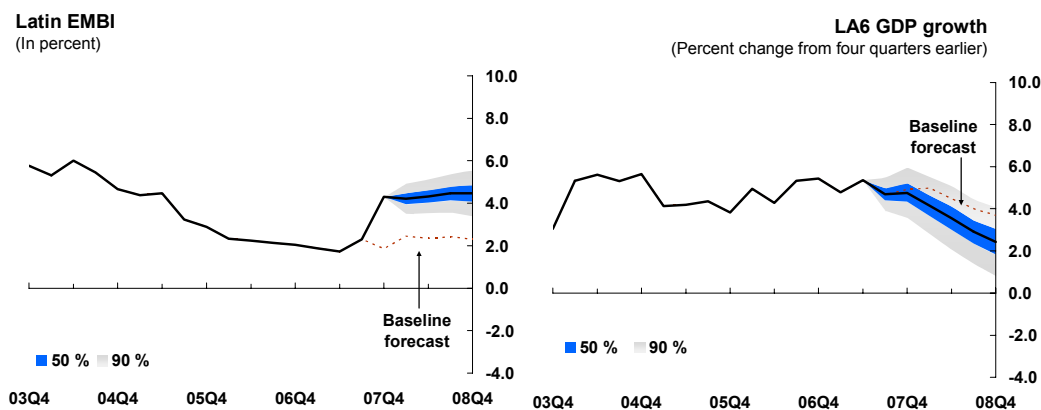 Latin EMBI
(In percent)
10.0
8.0
6.0
4.0
2.0
0.0
-2.0
-4.0
Baseline
forecast
50 % 90 %
03Q4 04Q4 05Q4 06Q4 07Q4 08Q4
LA6 GDP growth
(Percent change from four quarters earlier)
10.0
8.0
6.0
4.0
2.0
0.0
-2.0
-4.0
Baseline
forecast
50 % 90 %
03Q4 04Q4 05Q4 06Q4 07Q4 08Q4